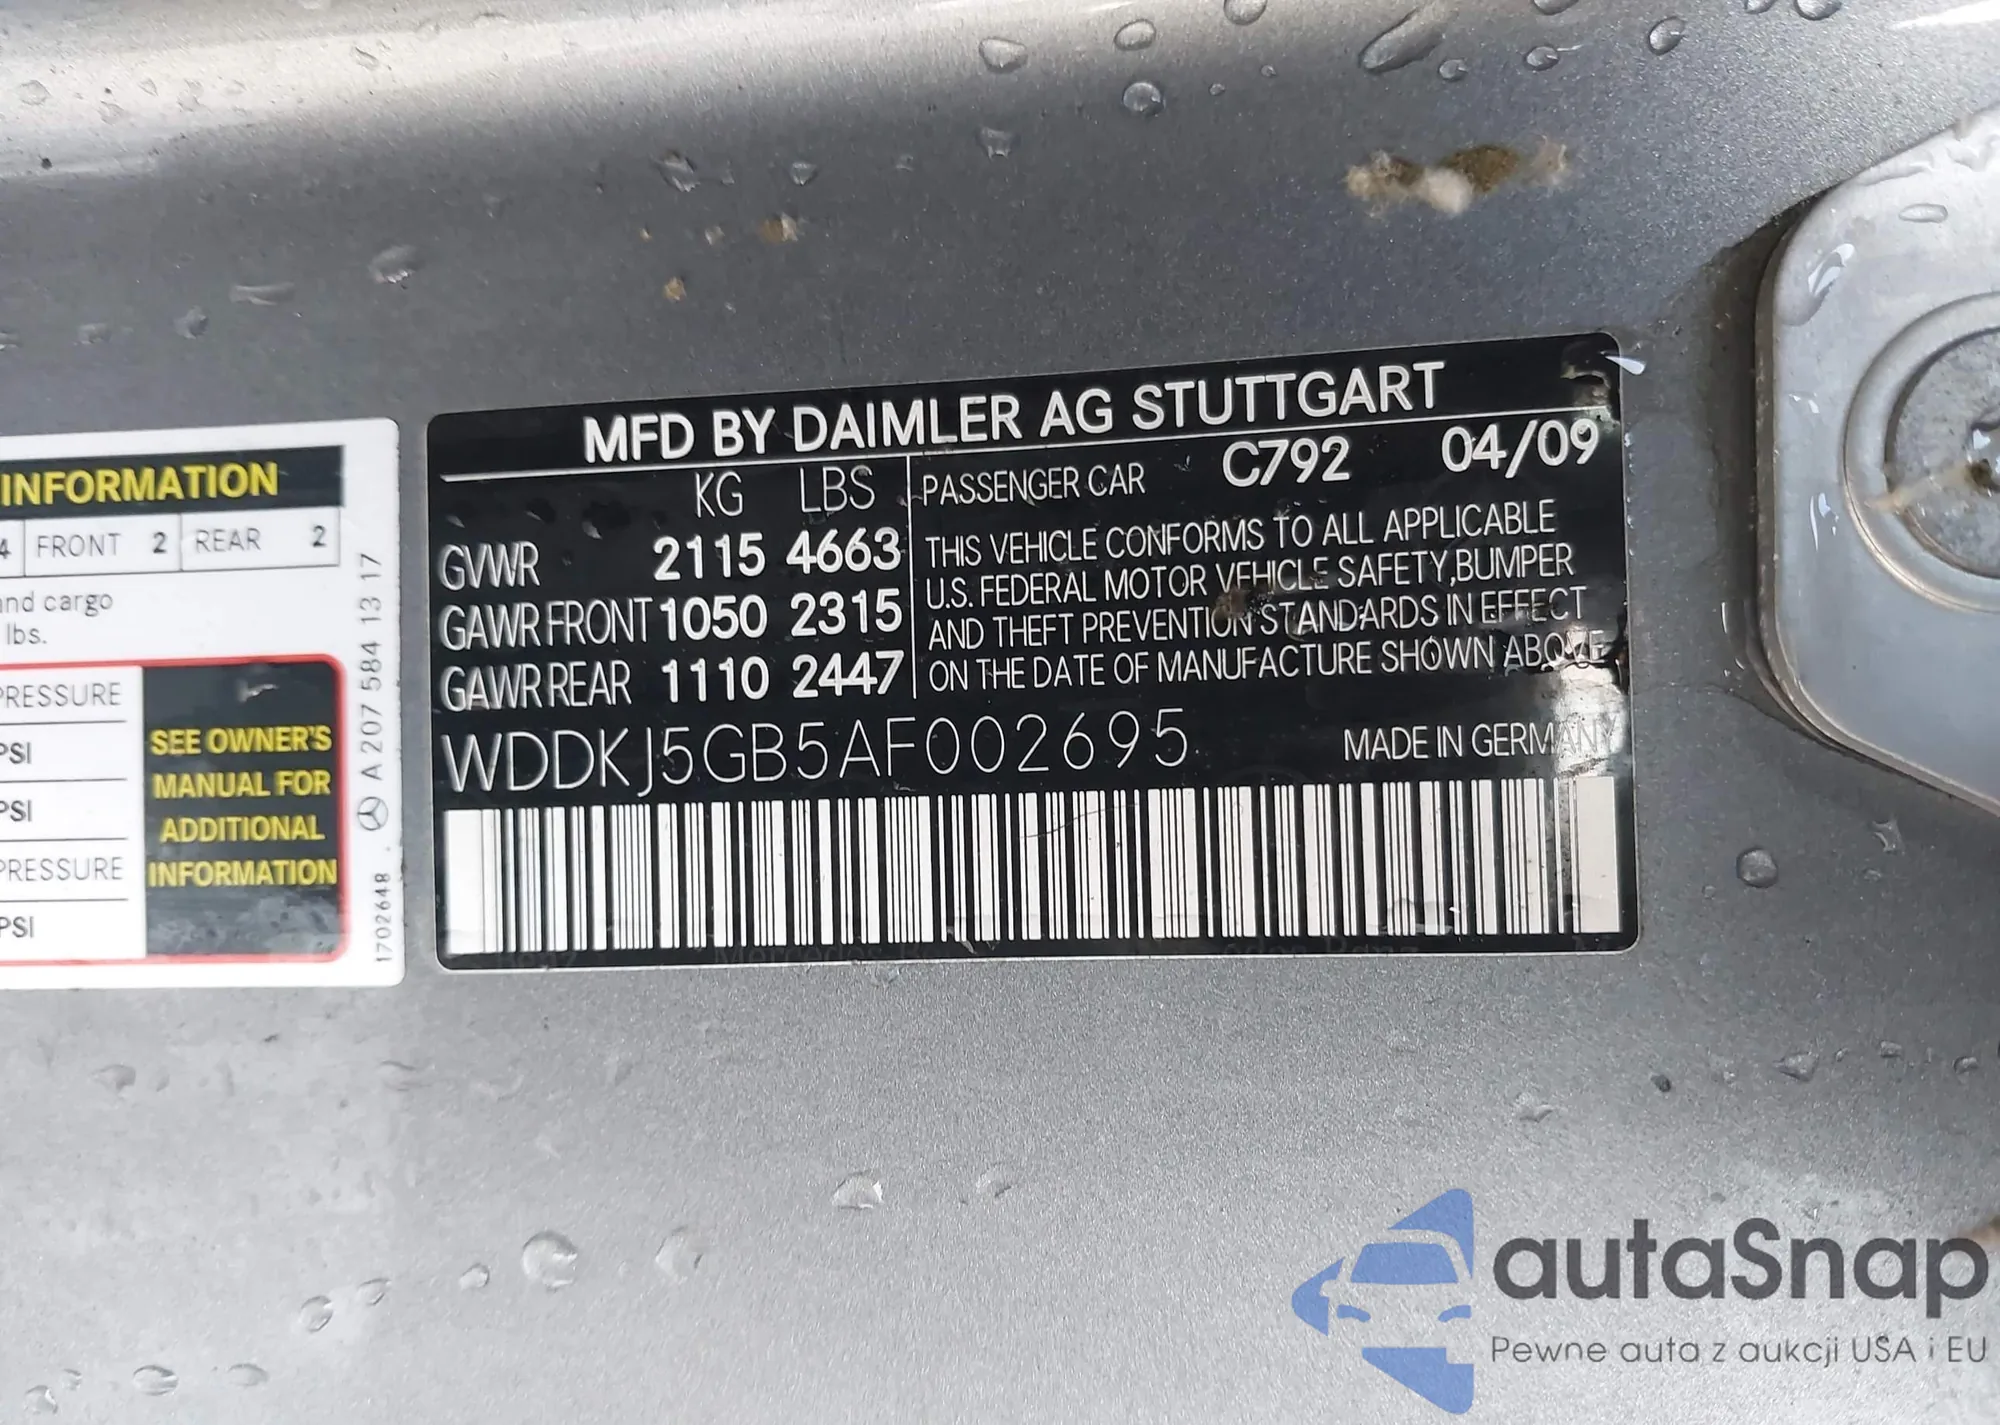 INFORMATION
4 FRONT 2 REAR 2
and cargo
lbs.
PRESSURE
PSI
PSI
PRESSURE
PSI
SEE OWNER'S
MANUAL FOR
ADDITIONAL
INFORMATION
1702648 A 207 584 13 17
MFD BY DAIMLER AG STUTTGART
KG LBS
GVWR 2115 4663
GAWR FRONT 1050 2315
GAWR REAR 1110 2447
PASSENGER CAR C792 04/09
THIS VEHICLE CONFORMS TO ALL APPLICABLE
U.S. FEDERAL MOTOR VEHICLE SAFETY,BUMPER
AND THEFT PREVENTION STANDARDS IN EFFECT
ON THE DATE OF MANUFACTURE SHOWN ABOVE
WDDKJ5GB5AF002695
MADE IN GERMANY
autaSnap
Pewne auta z aukcji USA i EU